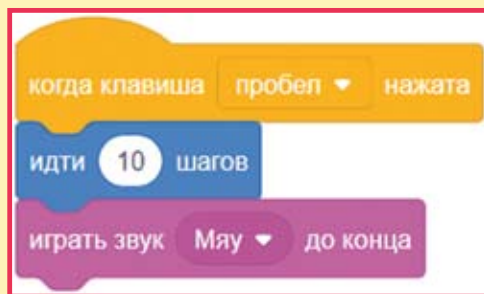 когда клавиша пробел нажата
идти 10 шагов
играть звук Мяу до конца